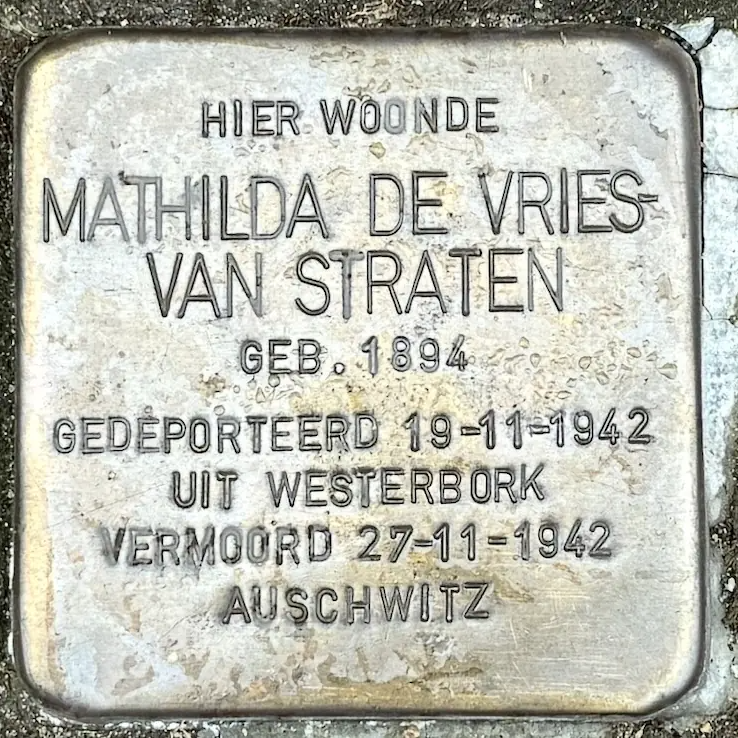 HIER WOONDE
MATHILDA DE VRIES-
VAN STRATEN
GEB. 1894
GEDEPORTEERD 19-11-1942
UIT WESTERBORK
VERMOORD 27-11-1942
AUSCHWITZ